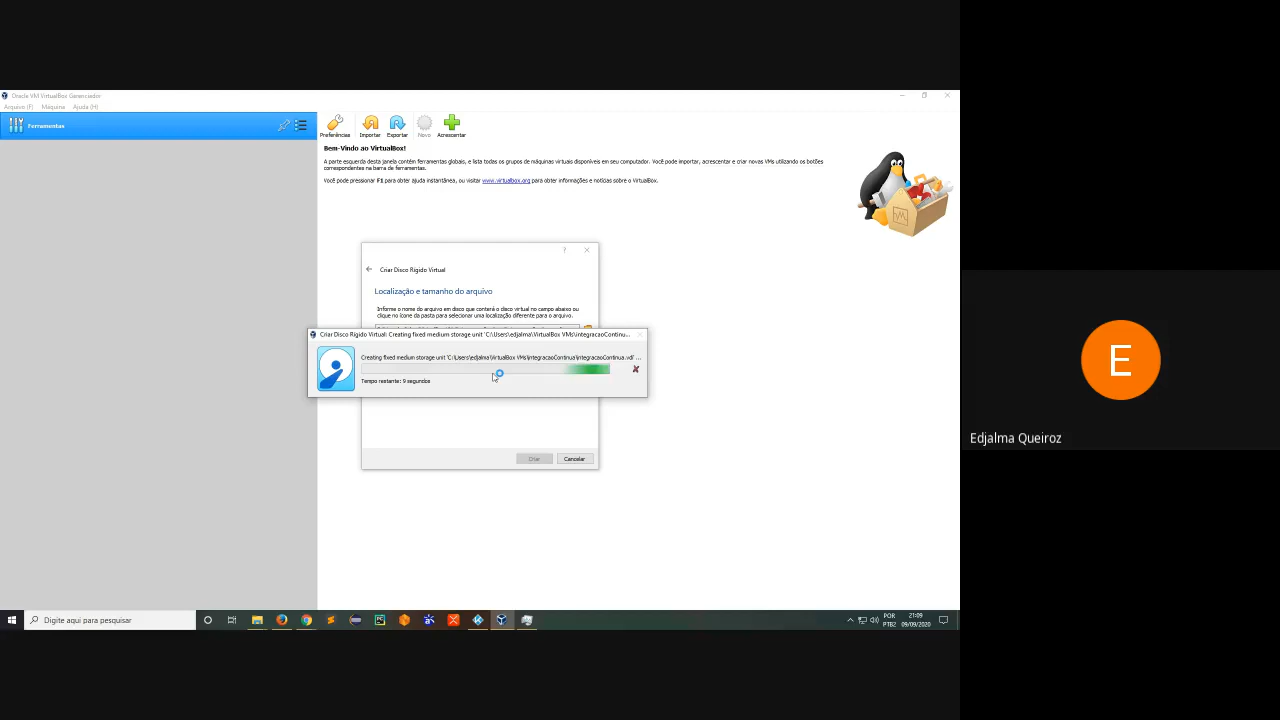 Oracle VM VirtualBox Gerenciador
Arquivo (F) Máquina Ajuda (H)
Ferramentas
Preferências Importar Exportar Novo Acrescentar
Bem-Vindo ao VirtualBox!
A parte esquerda desta janela contém ferramentas globais, e lista todas os grupos de máquinas virtuais disponíveis em seu computador. Você pode importar, acrescentar e criar novas VMs utilizando os botões
correspondentes na barra de ferramentas.
Você pode pressionar F1 para obter ajuda instantânea, ou visitar www.virtualbox.org para obter informações e notícias sobre o VirtualBox.
?
Criar Disco Rígido Virtual
Localização e tamanho do arquivo
Informe o nome do arquivo em disco que conterá o disco virtual no campo abaixo ou
clique no ícone da pasta para selecionar uma localização diferente para o arquivo.
Criar Disco Rígido Virtual: Creating fixed medium storage unit 'C:\Users\edjalma\VirtualBox VMs\integracaoContinu...
Creating fixed medium storage unit 'C:\Users\edjalma\VirtualBox VMs\integracaoContinua\integracaoContinua.vdi' ...
Tempo restante: 9 segundos
Criar Cancelar
E
Edjalma Queiroz
Digite aqui para pesquisar
POR
PTB2
21:09
09/09/2020